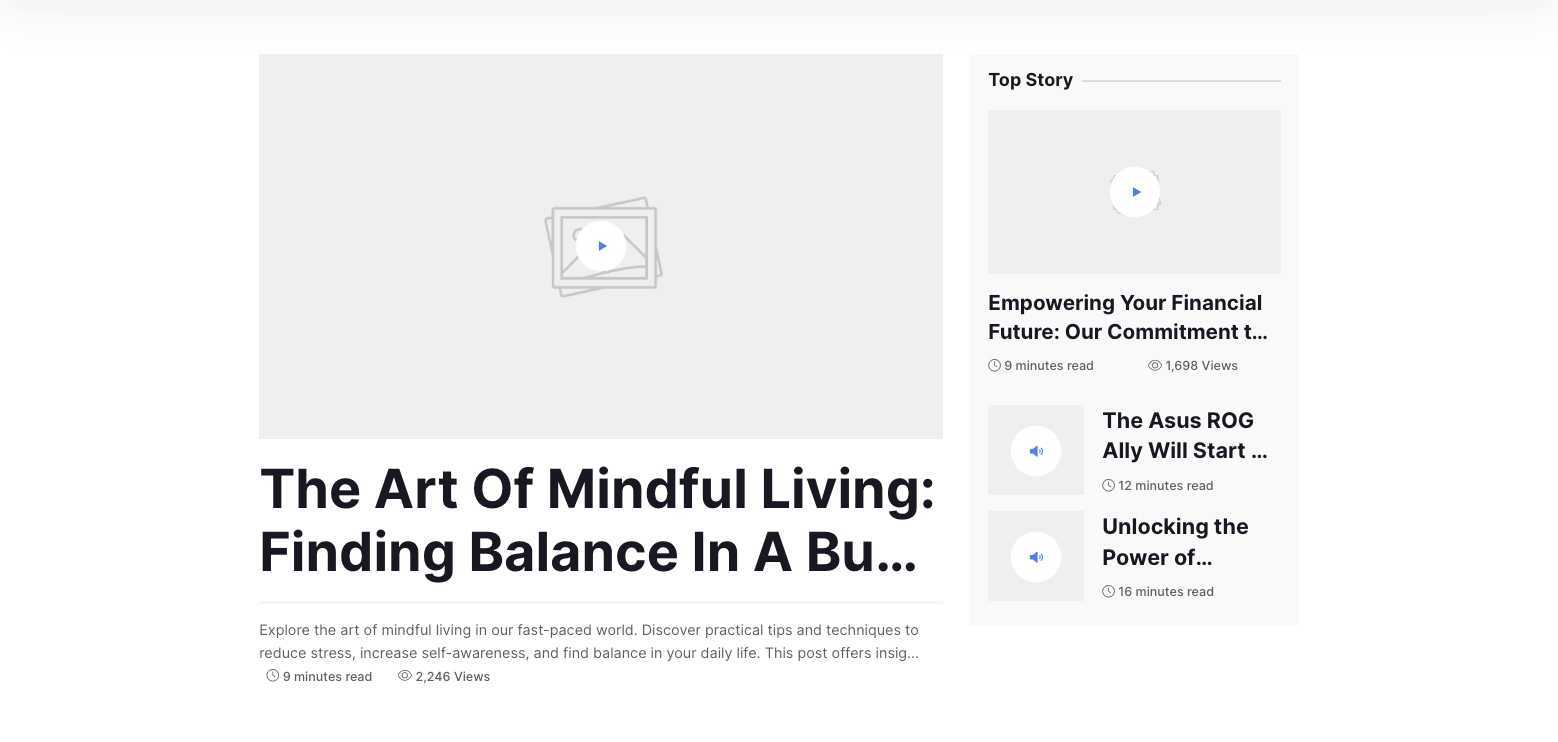 The Art Of Mindful Living:
Finding Balance In A Bu...
Explore the art of mindful living in our fast-paced world. Discover practical tips and techniques to
reduce stress, increase self-awareness, and find balance in your daily life. This post offers insig...
9 minutes read 2,246 Views
Top Story
Empowering Your Financial
Future: Our Commitment t...
9 minutes read 1,698 Views
The Asus ROG
Ally Will Start ...
12 minutes read
Unlocking the
Power of...
16 minutes read